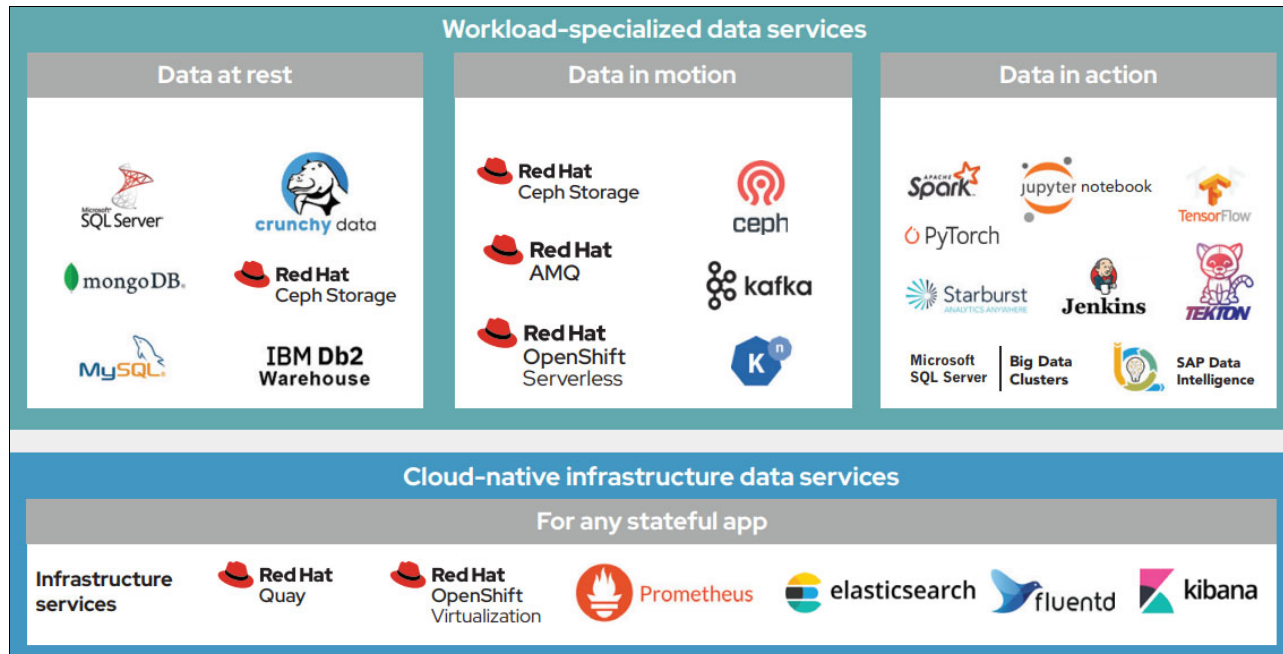 Workload-specialized data services
Data at rest
Microsoft
SQL Server
crunchy data
mongoDB.
Red Hat
Ceph Storage
MySQL
IBM Db2
Warehouse
Data in motion
Red Hat
Ceph Storage
ceph
Red Hat
AMQ
kafka
Red Hat
OpenShift
Serverless
K
n
Data in action
APACHE
Spark
jupyter notebook
TensorFlow
PyTorch
Starburst
ANALYTICS ANYWHERE
Jenkins
TEKTON
Microsoft
SQL Server
Big Data
Clusters
SAP Data
Intelligence
Cloud-native infrastructure data services
For any stateful app
Infrastructure
services
Red Hat
Quay
Red Hat
OpenShift
Virtualization
Prometheus
elasticsearch
fluentd
kibana